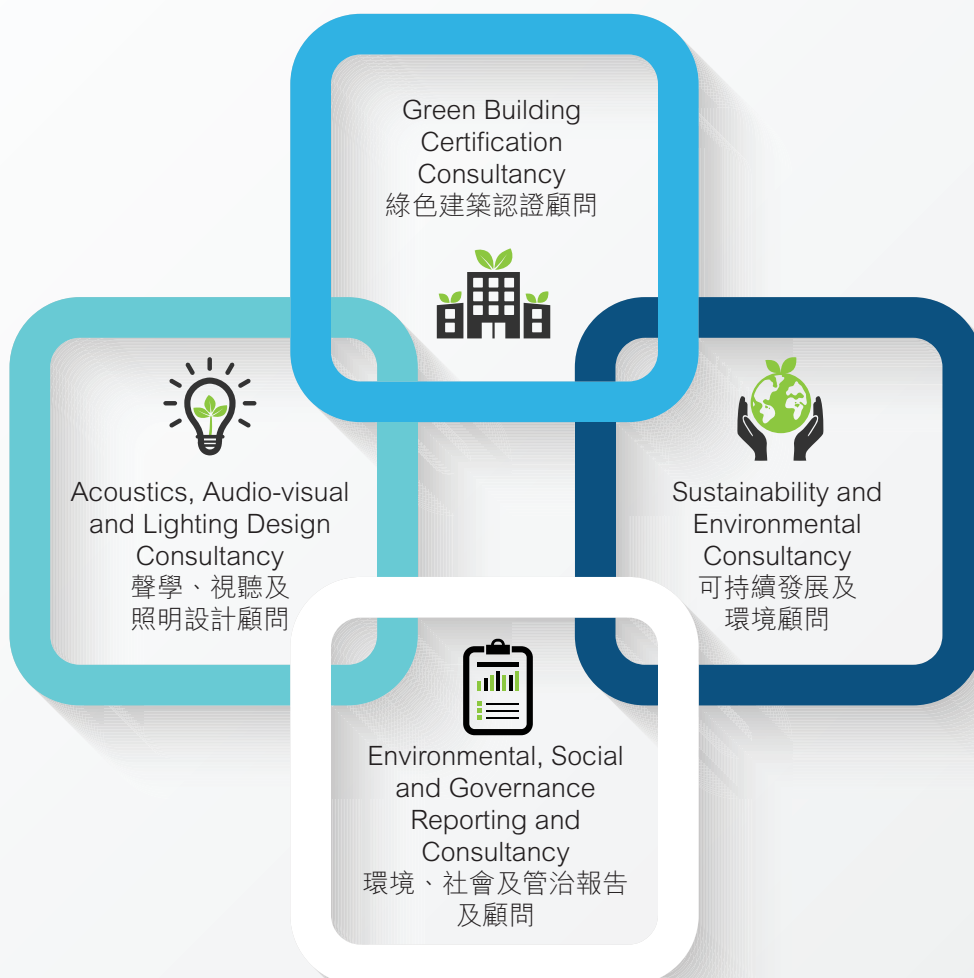 Green Building
Certification
Consultancy
綠色建築認證顧問
Acoustics, Audio-visual
and Lighting Design
Consultancy
聲學、視聽及
照明設計顧問
Sustainability and
Environmental
Consultancy
可持續發展及
環境顧問
Environmental, Social
and Governance
Reporting and
Consultancy
環境、社會及管治報告
及顧問